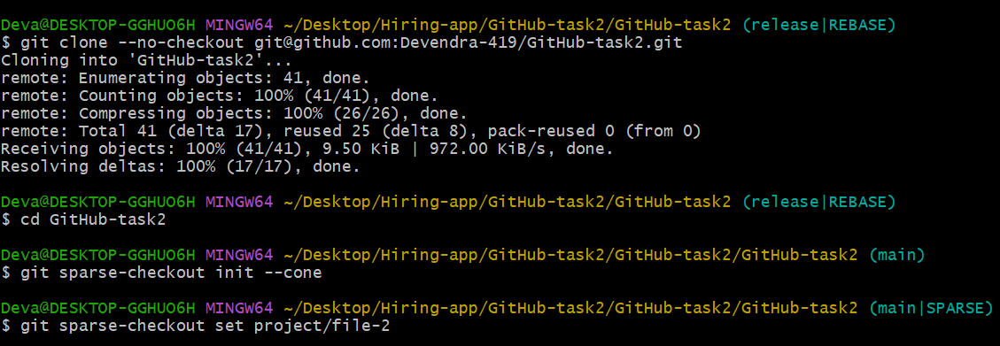 Deva@DESKTOP-GGHUO6H MINGW64 ~/Desktop/Hiring-app/GitHub-task2/GitHub-task2 (release|REBASE)
$ git clone --no-checkout git@github.com:Devendra-419/GitHub-task2.git
Cloning into 'GitHub-task2'...
remote: Enumerating objects: 41, done.
remote: Counting objects: 100% (41/41), done.
remote: Compressing objects: 100% (26/26), done.
remote: Total 41 (delta 17), reused 25 (delta 8), pack-reused 0 (from 0)
Receiving objects: 100% (41/41), 9.50 KiB | 972.00 KiB/s, done.
Resolving deltas: 100% (17/17), done.
Deva@DESKTOP-GGHUO6H MINGW64 ~/Desktop/Hiring-app/GitHub-task2/GitHub-task2 (release|REBASE)
$ cd GitHub-task2
Deva@DESKTOP-GGHUO6H MINGW64 ~/Desktop/Hiring-app/GitHub-task2/GitHub-task2/GitHub-task2 (main)
$ git sparse-checkout init --cone
Deva@DESKTOP-GGHUO6H MINGW64 ~/Desktop/Hiring-app/GitHub-task2/GitHub-task2/GitHub-task2 (main|SPARSE)
$ git sparse-checkout set project/file-2